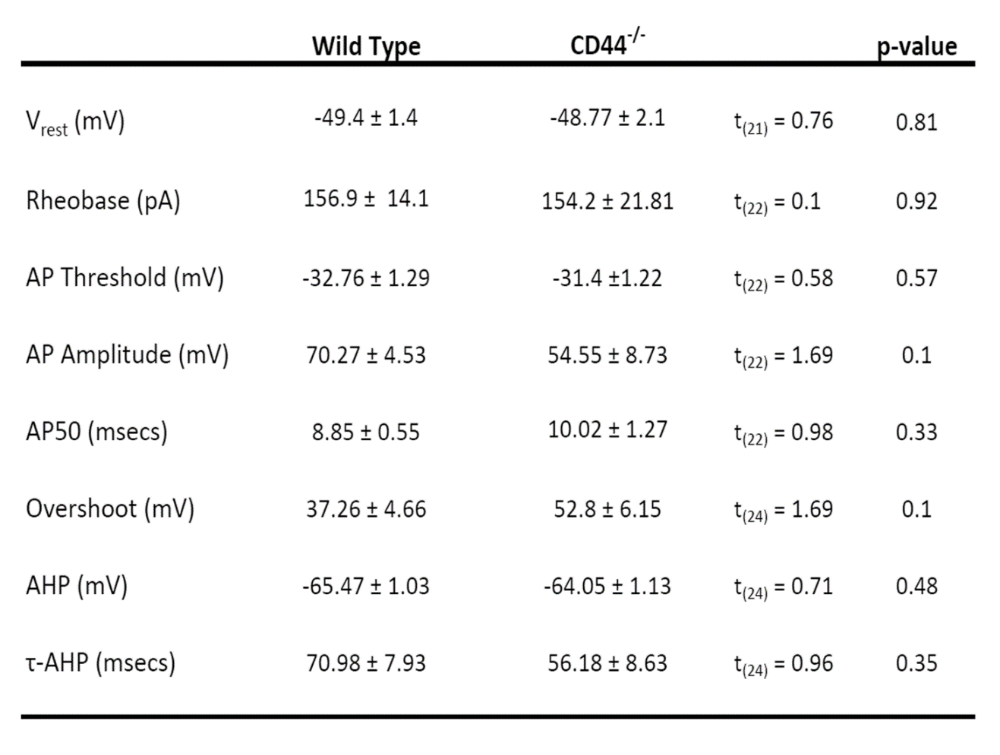 Wild Type CD44-/- p-value
Vrest (mV) -49.4 ± 1.4 -48.77 ± 2.1 t(21) = 0.76 0.81
Rheobase (pA) 156.9 ± 14.1 154.2 ± 21.81 t(22) = 0.1 0.92
AP Threshold (mV) -32.76 ± 1.29 -31.4 ±1.22 t(22) = 0.58 0.57
AP Amplitude (mV) 70.27 ± 4.53 54.55 ± 8.73 t(22) = 1.69 0.1
AP50 (msecs) 8.85 ± 0.55 10.02 ± 1.27 t(22) = 0.98 0.33
Overshoot (mV) 37.26 ± 4.66 52.8 ± 6.15 t(24) = 1.69 0.1
AHP (mV) -65.47 ± 1.03 -64.05 ± 1.13 t(24) = 0.71 0.48
τ-AHP (msecs) 70.98 ± 7.93 56.18 ± 8.63 t(24) = 0.96 0.35